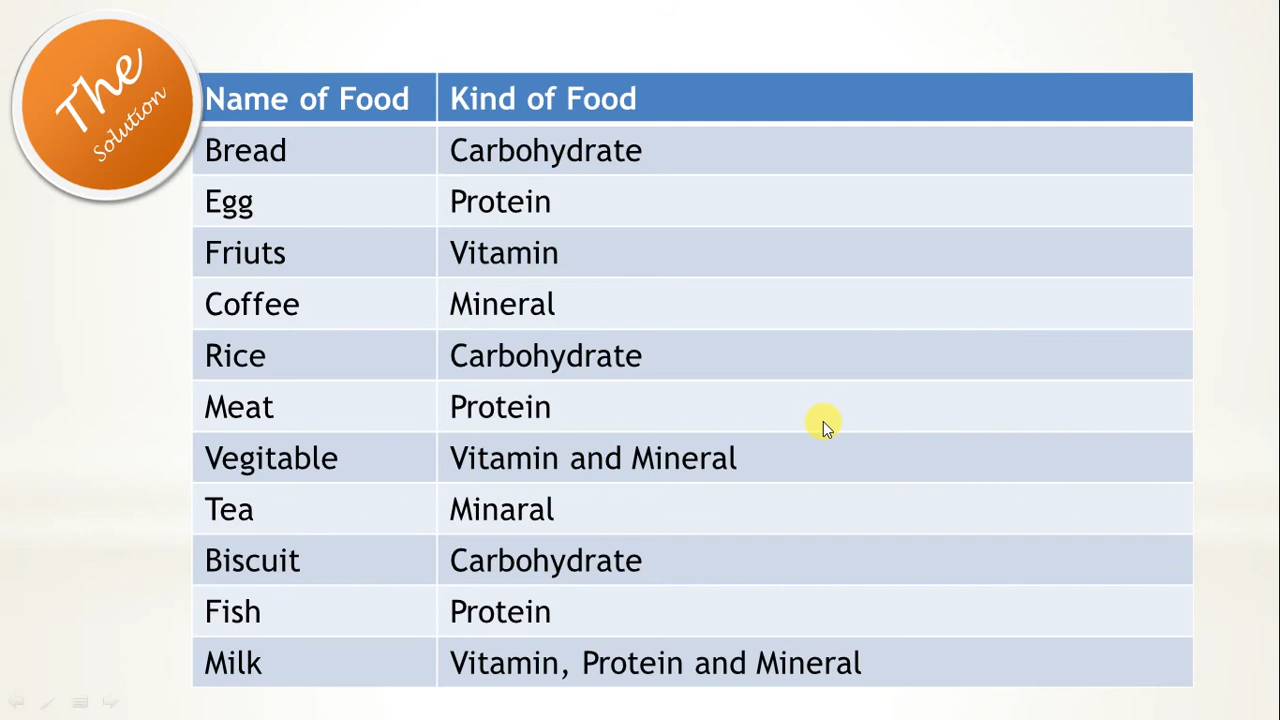 The
Solution
Name of Food Kind of Food
Bread Carbohydrate
Egg Protein
Friuts Vitamin
Coffee Mineral
Rice Carbohydrate
Meat Protein
Vegitable Vitamin and Mineral
Tea Minaral
Biscuit Carbohydrate
Fish Protein
Milk Vitamin, Protein and Mineral